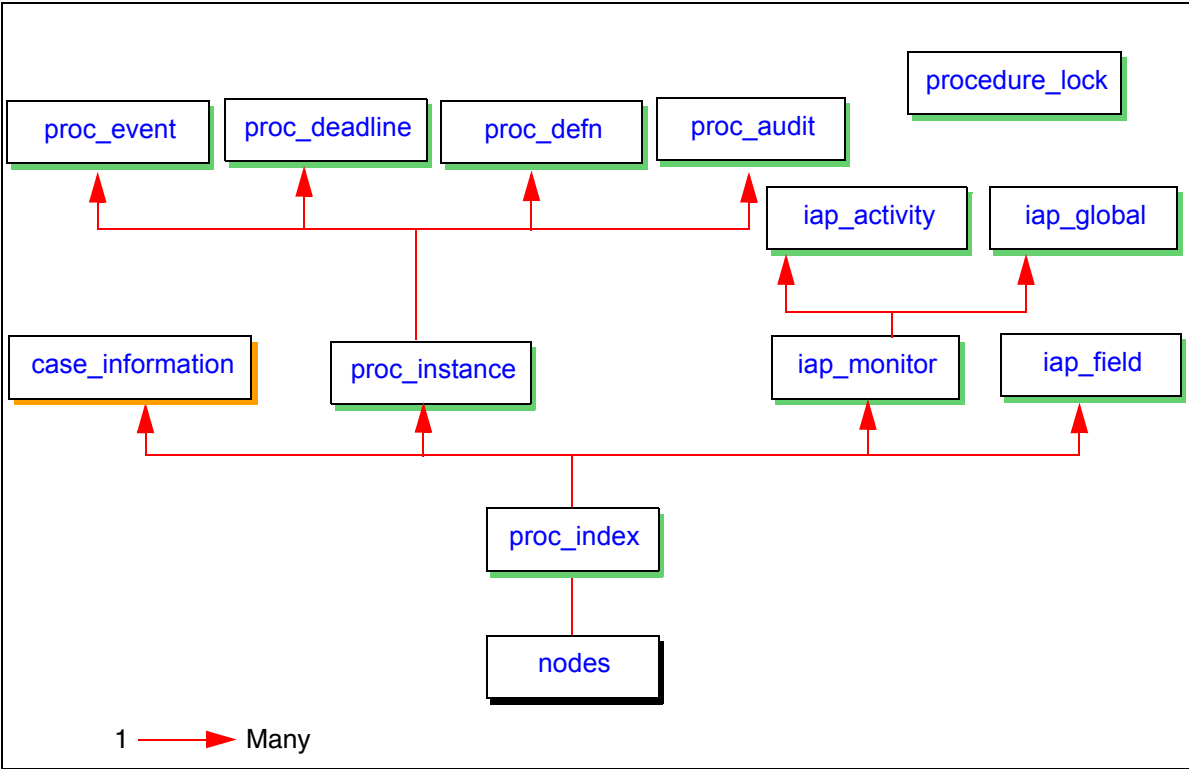 procedure_lock
proc_event
proc_deadline
proc_defn
proc_audit
iap_activity
iap_global
case_information
proc_instance
iap_monitor
iap_field
proc_index
nodes
1 Many